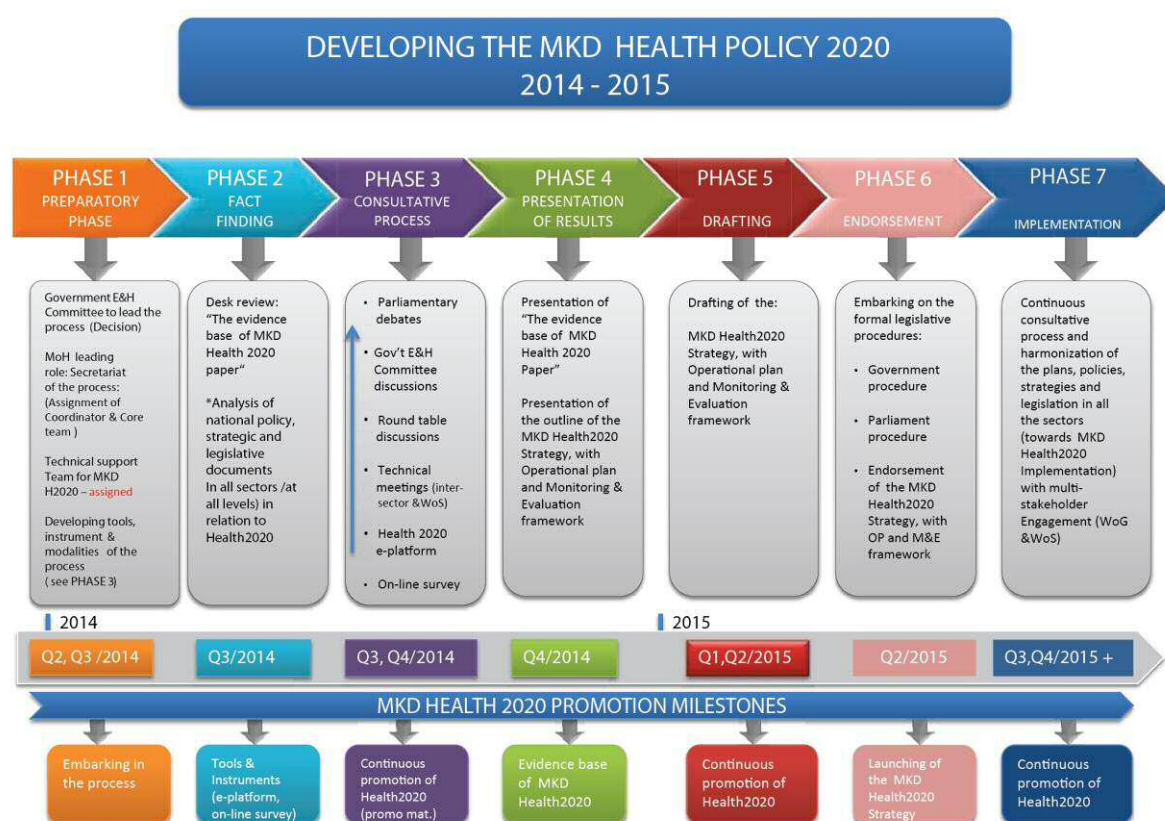 DEVELOPING THE MKD HEALTH POLICY 2020
2014 - 2015
PHASE 1
PREPARATORY
PHASE
PHASE 2
FACT
FINDING
PHASE 3
CONSULTATIVE
PROCESS
PHASE 4
PRESENTATION
OF RESULTS
PHASE 5
DRAFTING
PHASE 6
ENDORSEMENT
PHASE 7
IMPLEMENTATION
Government E&H
Committee to lead the
process (Decision)
MoH leading
role: Secretariat
of the process:
(Assignment of
Coordinator & Core
team )
Technical support
Team for MKD
H2020 – assigned
Developing tools,
instrument &
modalities of the
process
( see PHASE 3)
Desk review:
"The evidence
base of MKD
Health 2020
paper"
*Analysis of
national policy,
strategic and
legislative
documents
In all sectors /at
all levels) in
relation to
Health2020
• Parliamentary
debates
• Gov't E&H
Committee
discussions
• Round table
discussions
• Technical
meetings (inter-
sector &WoS)
• Health 2020
e-platform
• On-line survey
Presentation of
"The evidence
base of MKD
Health 2020
Paper"
Presentation of
the outline of the
MKD Health2020
Strategy, with
Operational plan
and Monitoring &
Evaluation
framework
Drafting of the:
MKD Health2020
Strategy, with
Operational plan
and Monitoring &
Evaluation
framework
Embarking on the
formal legislative
procedures:
• Government
procedure
• Parliament
procedure
• Endorsement
of the MKD
Health2020
Strategy, with
OP and M&E
framework
Continuous
consultative
process and
harmonization of
the plans, policies,
strategies and
legislation in all
the sectors
(towards MKD
Health2020
Implementation)
with multi-
stakeholder
Engagement (WoG
&WoS)
2014
2015
Q2, Q3 /2014
Q3/2014
Q3, Q4/2014
Q4/2014
Q1,Q2/2015
Q2/2015
Q3,Q4/2015 +
MKD HEALTH 2020 PROMOTION MILESTONES
Embarking in
the process
Tools &
Instruments
(e-platform,
on-line survey)
Continuous
promotion of
Health2020
(promo mat.)
Evidence base
of MKD
Health2020
Continuous
promotion of
Health2020
Launching of
the MKD
Health2020
Strategy
Continuous
promotion of
Health2020